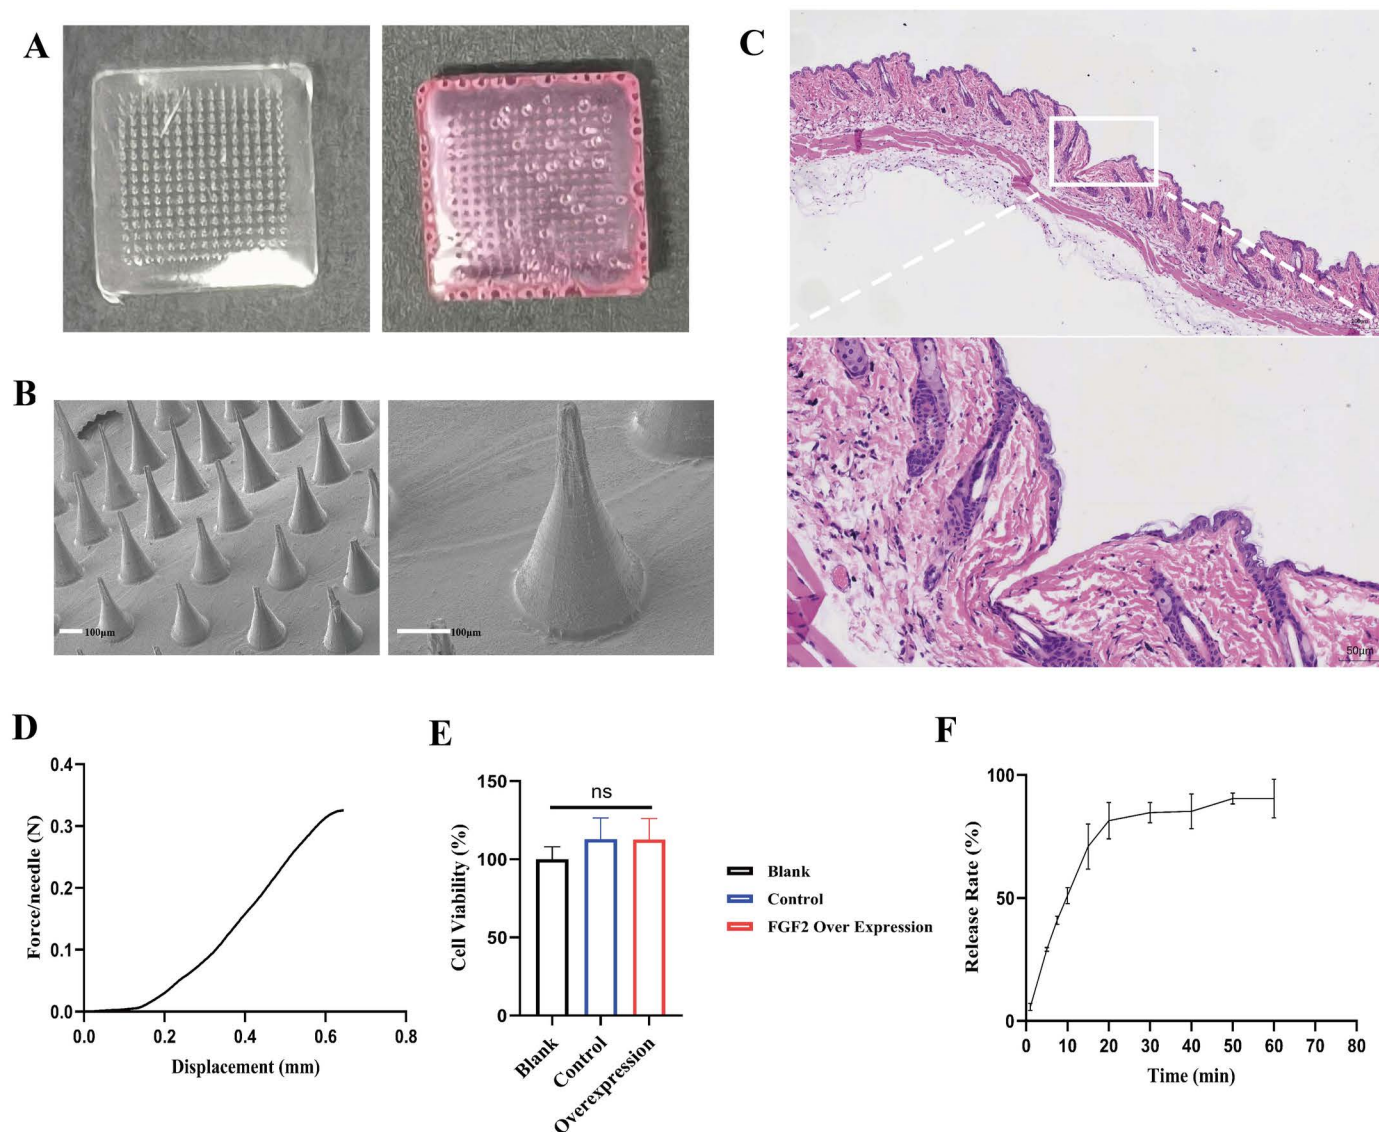 A
C
B
100μm
100μm
50μm
D
0.4
0.3
0.2
0.1
0.0
Force/needle (N)
0.0 0.2 0.4 0.6 0.8
Displacement (mm)
E
150
100
50
0
Cell Viability (%)
ns
Blank
Control
Overexpression
Blank
Control
FGF2 Over Expression
F
100
50
0
Release Rate (%)
0 10 20 30 40 50 60 70 80
Time (min)